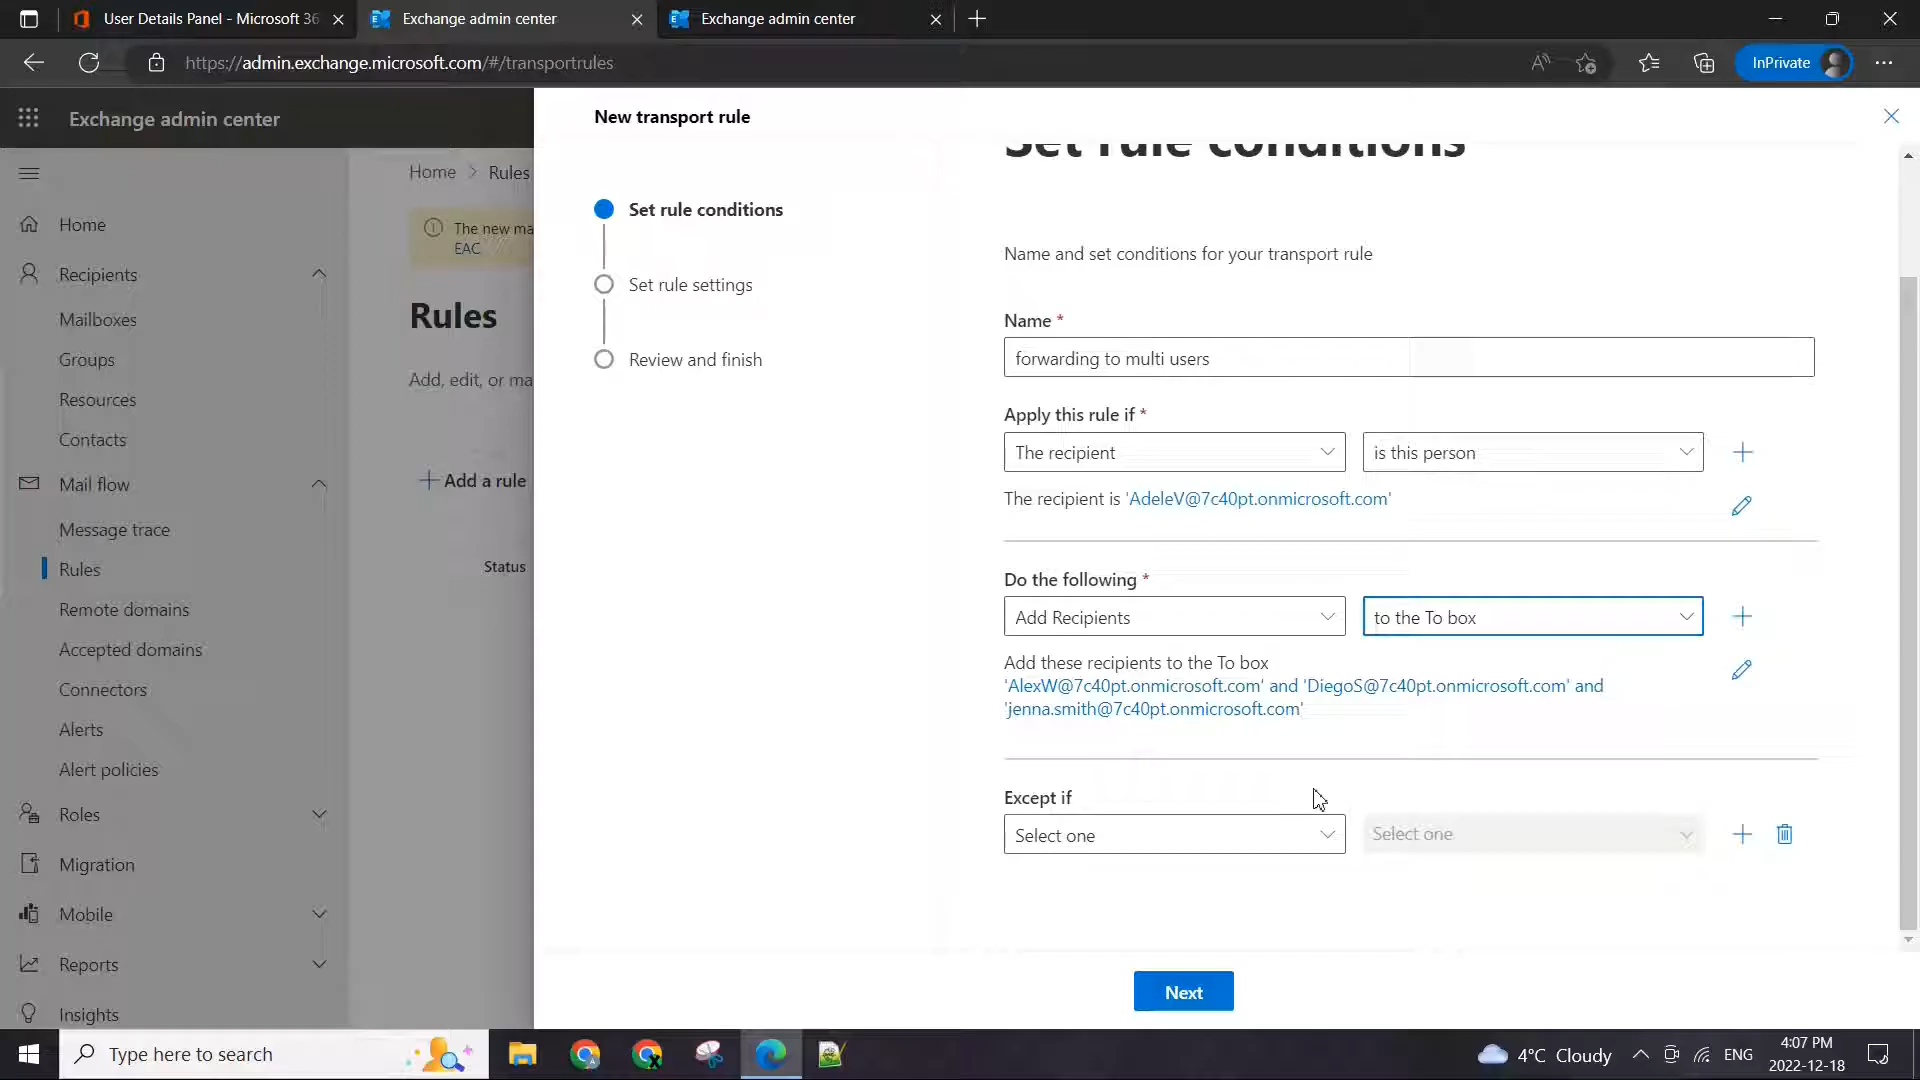 User Details Panel - Microsoft 36
Exchange admin center
Exchange admin center
https://admin.exchange.microsoft.com/#/transportrules
InPrivate
Exchange admin center
Home
Recipients
Mailboxes
Groups
Resources
Contacts
Mail flow
Message trace
Rules
Remote domains
Accepted domains
Connectors
Alerts
Alert policies
Roles
Migration
Mobile
Reports
Insights
Home > Rules
The new ma
EAC
Rules
Add, edit, or ma
Add a rule
Status
New transport rule
Set rule conditions
Set rule settings
Review and finish
Set rule conditions
Name and set conditions for your transport rule
Name *
forwarding to multi users
Apply this rule if *
The recipient
is this person
The recipient is 'AdeleV@7c40pt.onmicrosoft.com'
Do the following *
Add Recipients
to the To box
Add these recipients to the To box
'AlexW@7c40pt.onmicrosoft.com' and 'DiegoS@7c40pt.onmicrosoft.com' and
'jenna.smith@7c40pt.onmicrosoft.com'
Except if
Select one
Select one
Next
Type here to search
4°C Cloudy
ENG
4:07 PM
2022-12-18